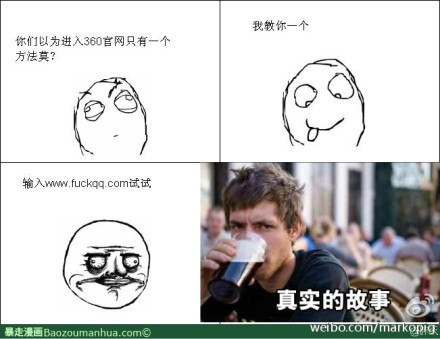 你们以为进入360官网只有一个
方法莫?
我教你一个
输入www.fuckqq.com试试
真实的故事
暴走漫画Baozoumanhua.com©
weibo.com/markopig